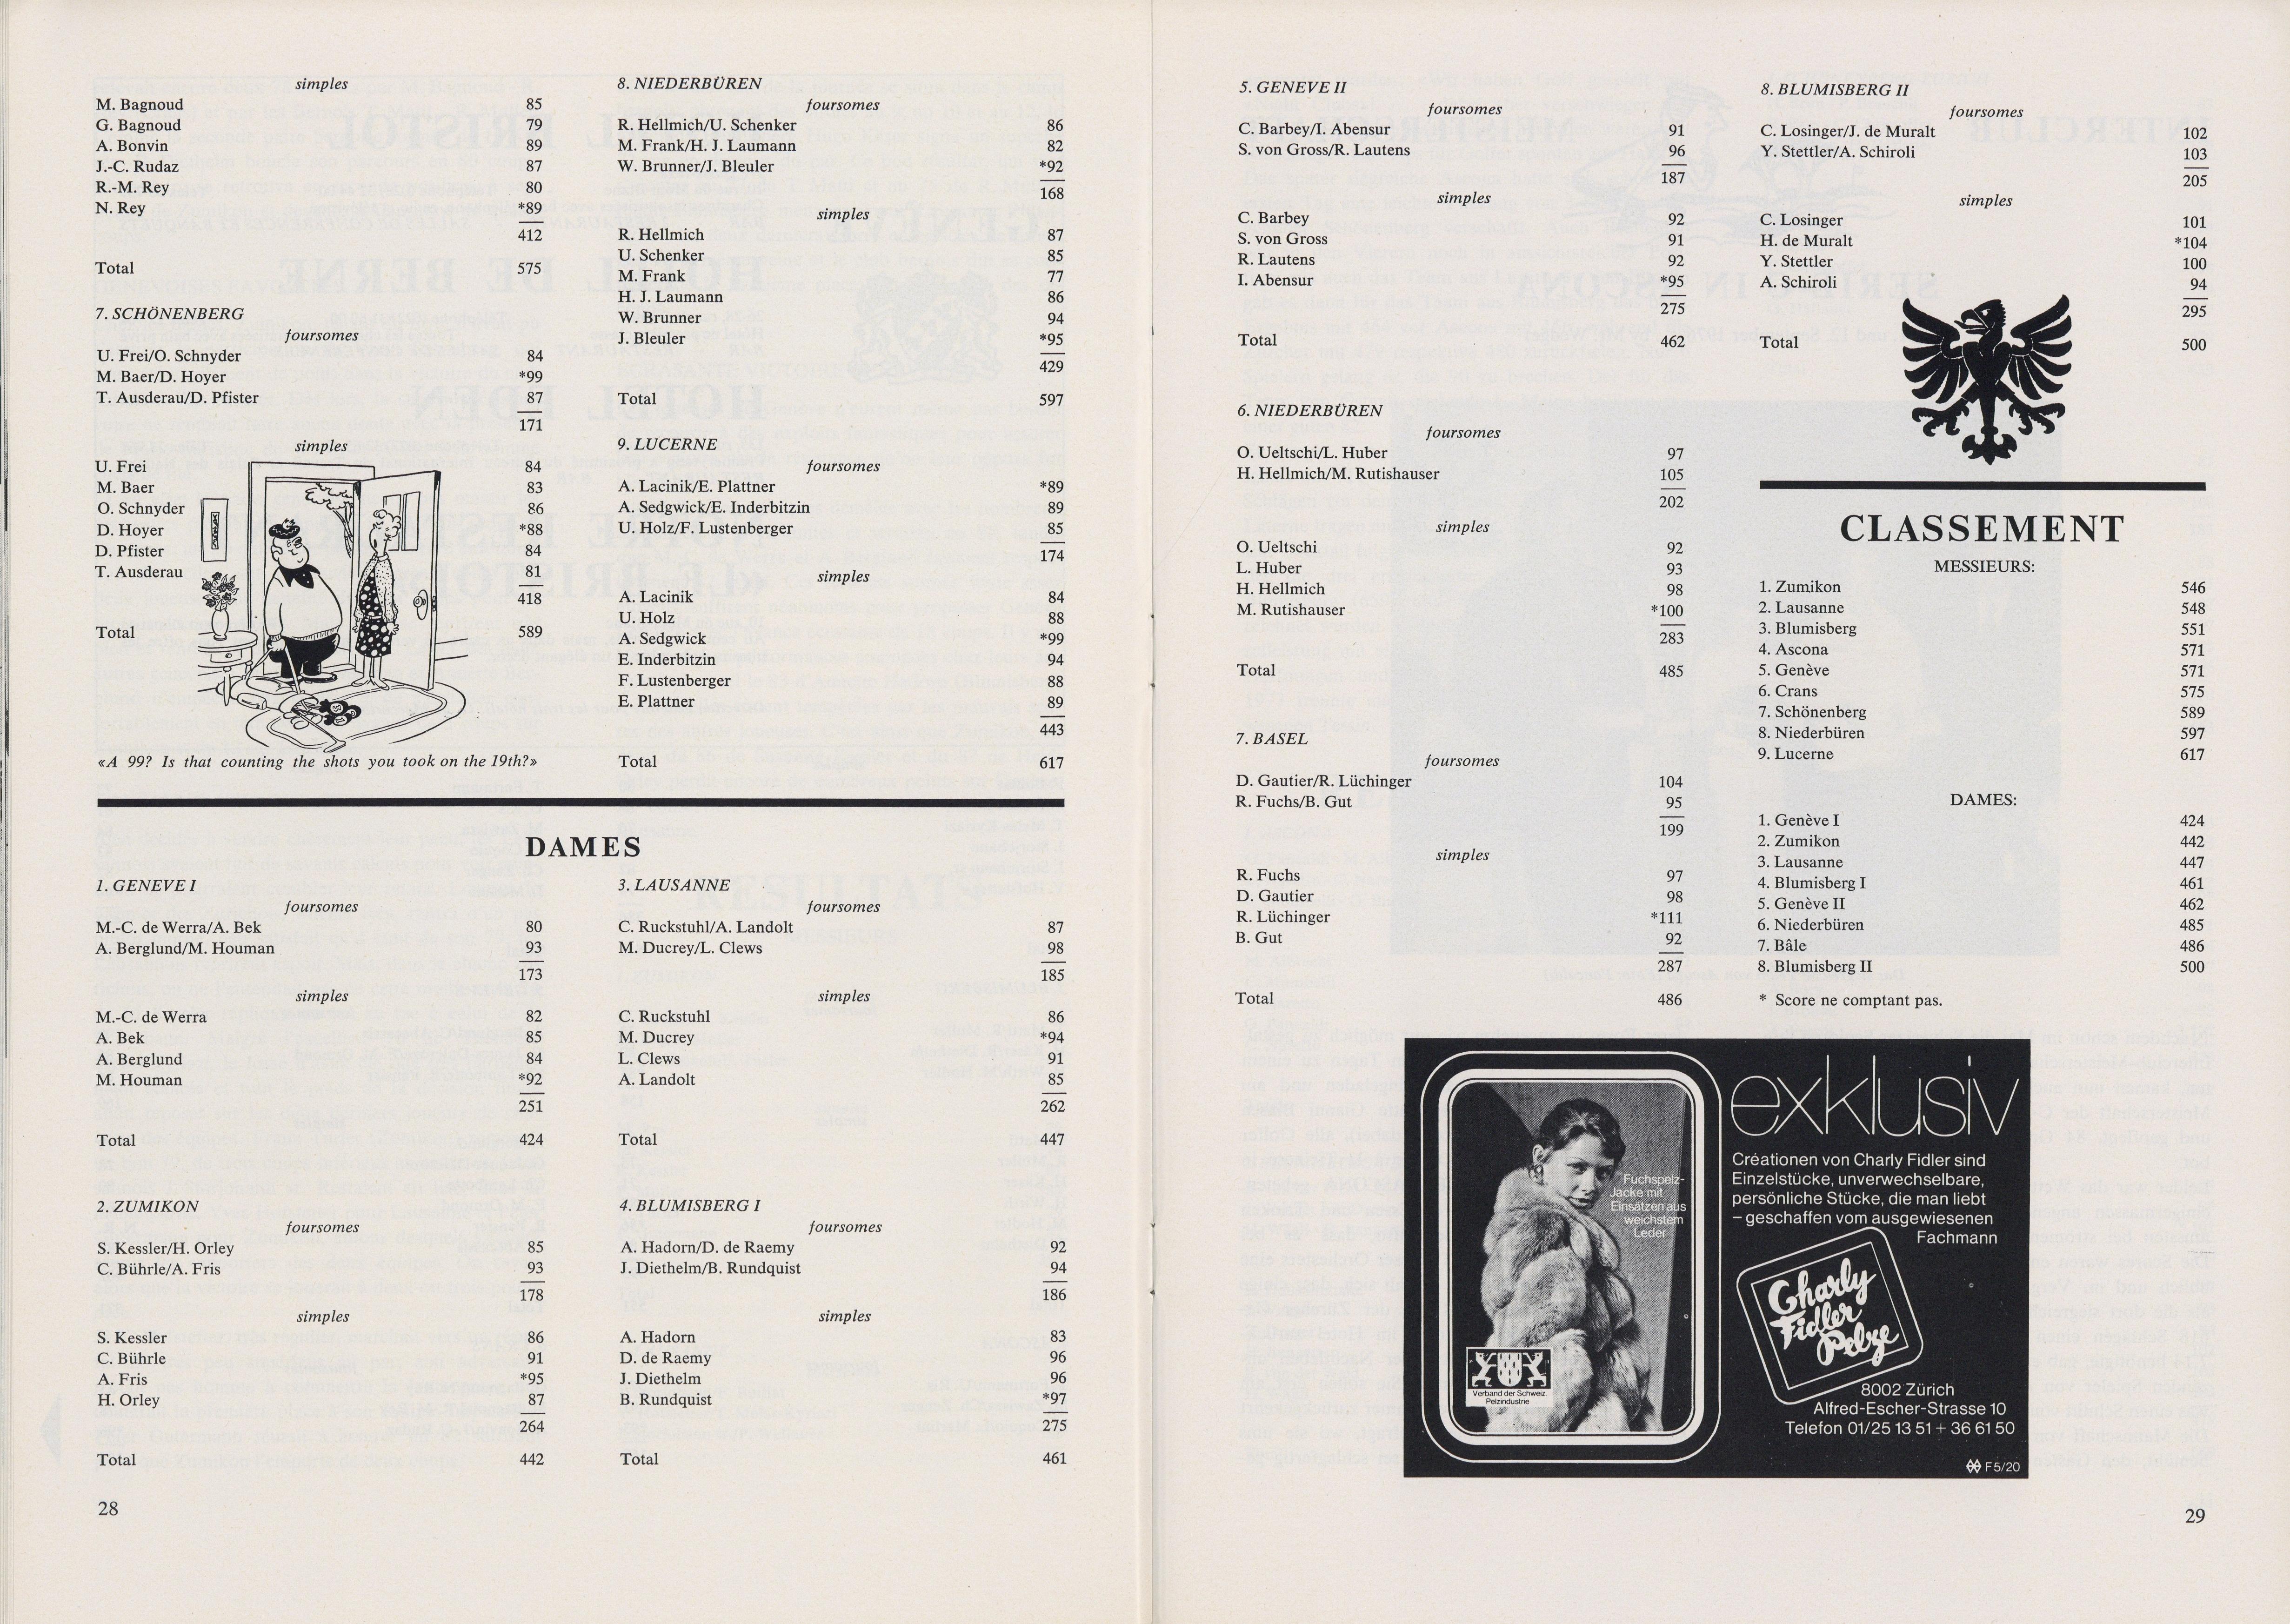 simples
M. Bagnoud 85
G. Bagnoud 79
A. Bonvin 89
J.-C. Rudaz 87
R.-M. Rey 80
N. Rey *89
412
Total 575
7. SCHÖNENBERG
foursomes
U. Frei/O. Schnyder 84
M. Baer/D. Hoyer *99
T. Ausderau/D. Pfister 87
171
simples
U. Frei 84
M. Baer 83
O. Schnyder 86
D. Hoyer *88
D. Pfister 84
T. Ausderau 81
418
Total 589
«A 99? Is that counting the shots you took on the 19th?»
8. NIEDERBÜREN
foursomes
R. Hellmich/U. Schenker 86
M. Frank/H. J. Laumann 82
W. Brunner/J. Bleuler *92
168
simples
R. Hellmich 87
U. Schenker 85
M. Frank 77
H. J. Laumann 86
W. Brunner 94
J. Bleuler *95
429
Total 597
9. LUCERNE
foursomes
A. Lacinik/E. Plattner *89
A. Sedgwick/E. Inderbitzin 89
U. Holz/F. Lustenberger 85
174
simples
A. Lacinik 84
U. Holz 88
A. Sedgwick *99
E. Inderbitzin 94
F. Lustenberger 88
E. Plattner 89
443
Total 617
DAMES
1. GENEVE I
foursomes
M.-C. de Werra/A. Bek 80
A. Berglund/M. Houman 93
173
simples
M.-C. de Werra 82
A. Bek 85
A. Berglund 84
M. Houman *92
251
Total 424
2. ZUMIKON
foursomes
S. Kessler/H. Orley 85
C. Bührle/A. Fris 93
178
simples
S. Kessler 86
C. Bührle 91
A. Fris *95
H. Orley 87
264
Total 442
3. LAUSANNE
foursomes
C. Ruckstuhl/A. Landolt 87
M. Ducrey/L. Clews 98
185
simples
C. Ruckstuhl 86
M. Ducrey *94
L. Clews 91
A. Landolt 85
262
Total 447
4. BLUMISBERG I
foursomes
A. Hadorn/D. de Raemy 92
J. Diethelm/B. Rundquist 94
186
simples
A. Hadorn 83
D. de Raemy 96
J. Diethelm 96
B. Rundquist *97
275
Total 461
28
5. GENEVE II
foursomes
C. Barbey/I. Abensur 91
S. von Gross/R. Lautens 96
187
simples
C. Barbey 92
S. von Gross 91
R. Lautens 92
I. Abensur *95
275
Total 462
6. NIEDERBÜREN
foursomes
O. Ueltschi/L. Huber 97
H. Hellmich/M. Rutishauser 105
202
simples
O. Ueltschi 92
L. Huber 93
H. Hellmich 98
M. Rutishauser *100
283
Total 485
7. BASEL
foursomes
D. Gautier/R. Lüchinger 104
R. Fuchs/B. Gut 95
199
simples
R. Fuchs 97
D. Gautier 98
R. Lüchinger *111
B. Gut 92
287
Total 486
8. BLUMISBERG II
foursomes
C. Losinger/J. de Muralt 102
Y. Stettler/A. Schiroli 103
205
simples
C. Losinger 101
H. de Muralt *104
Y. Stettler 100
A. Schiroli 94
295
Total 500
CLASSEMENT
MESSIEURS:
1. Zumikon 546
2. Lausanne 548
3. Blumisberg 551
4. Ascona 571
5. Genève 571
6. Crans 575
7. Schönenberg 589
8. Niederbüren 597
9. Lucerne 617
DAMES:
1. Genève I 424
2. Zumikon 442
3. Lausanne 447
4. Blumisberg I 461
5. Genève II 462
6. Niederbüren 485
7. Bâle 486
8. Blumisberg II 500
* Score ne comptant pas.
exklusiv
Créationen von Charly Fidler sind
Einzelstücke, unverwechselbare,
persönliche Stücke, die man liebt
– geschaffen vom ausgewiesenen
Fachmann
Fuchspelz-
Jacke mit
Einsätzen aus
weichstem
Leder
Charly
Fidler
Pelze
Verband der Schweiz.
Pelzindustrie
8002 Zürich
Alfred-Escher-Strasse 10
Telefon 01/25 13 51 + 36 61 50
F 5/20
29